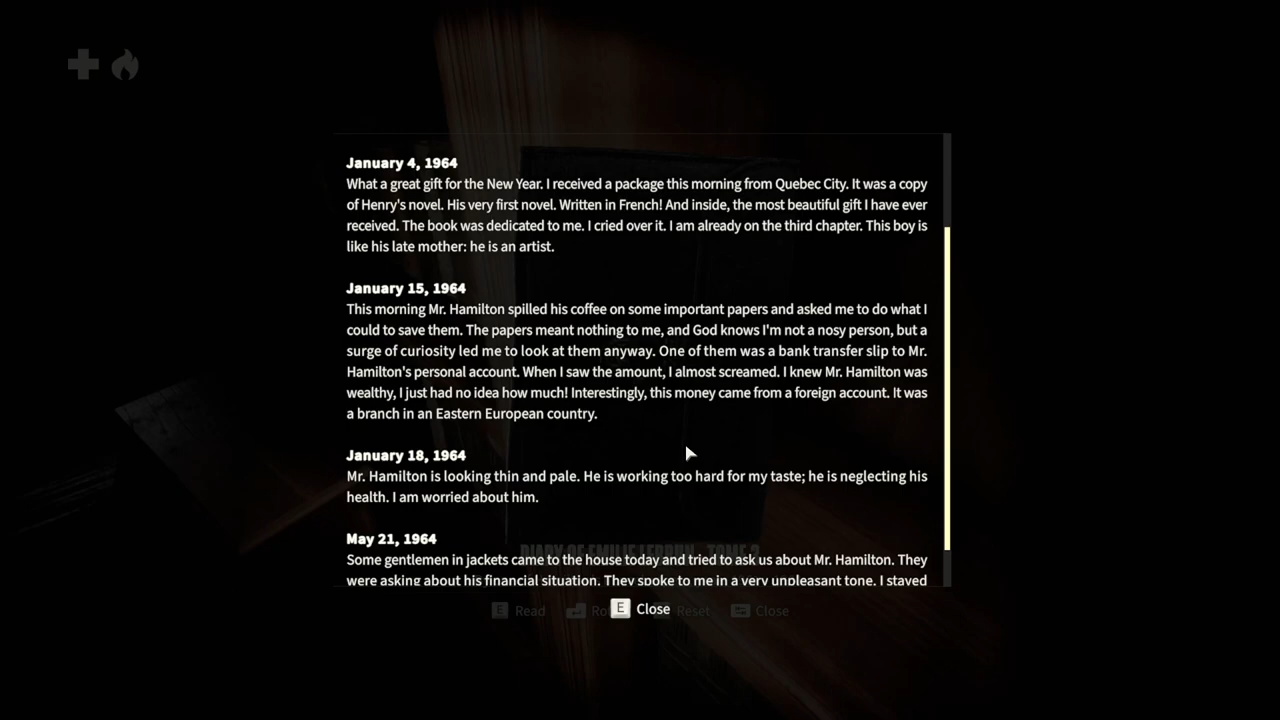 January 4, 1964
What a great gift for the New Year. I received a package this morning from Quebec City. It was a copy
of Henry's novel. His very first novel. Written in French! And inside, the most beautiful gift I have ever
received. The book was dedicated to me. I cried over it. I am already on the third chapter. This boy is
like his late mother: he is an artist.
January 15, 1964
This morning Mr. Hamilton spilled his coffee on some important papers and asked me to do what I
could to save them. The papers meant nothing to me, and God knows I'm not a nosy person, but a
surge of curiosity led me to look at them anyway. One of them was a bank transfer slip to Mr.
Hamilton's personal account. When I saw the amount, I almost screamed. I knew Mr. Hamilton was
wealthy, I just had no idea how much! Interestingly, this money came from a foreign account. It was
a branch in an Eastern European country.
January 18, 1964
Mr. Hamilton is looking thin and pale. He is working too hard for my taste; he is neglecting his
health. I am worried about him.
May 21, 1964
DIARY OF EMILIE LEBRUN - TOME 2
Some gentlemen in jackets came to the house today and tried to ask us about Mr. Hamilton. They
were asking about his financial situation. They spoke to me in a very unpleasant tone. I stayed
E Read E Close Reset Close